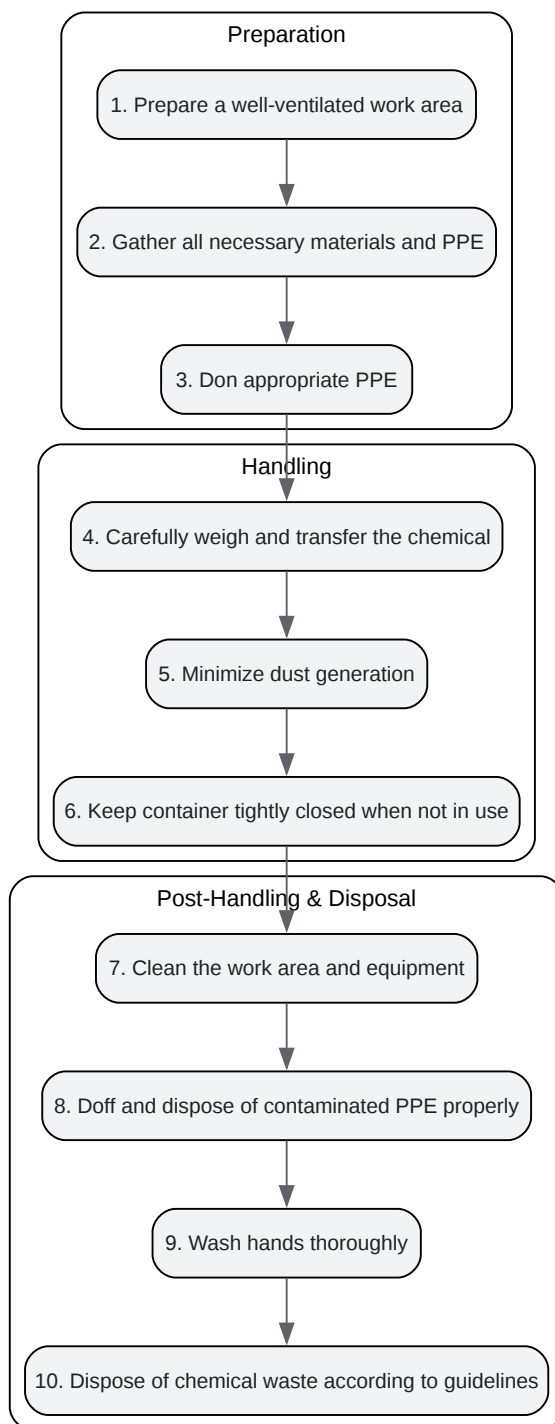 Preparation
1. Prepare a well-ventilated work area
2. Gather all necessary materials and PPE
3. Don appropriate PPE
Handling
4. Carefully weigh and transfer the chemical
5. Minimize dust generation
6. Keep container tightly closed when not in use
Post-Handling & Disposal
7. Clean the work area and equipment
8. Doff and dispose of contaminated PPE properly
9. Wash hands thoroughly
10. Dispose of chemical waste according to guidelines